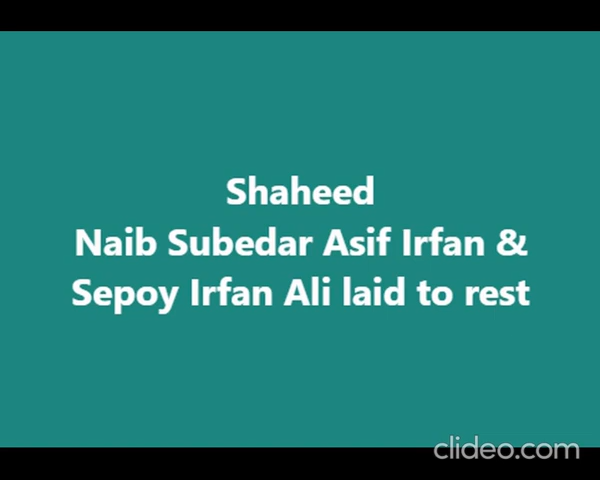 Shaheed
Naib Subedar Asif Irfan &
Sepoy Irfan Ali laid to rest
clideo.com